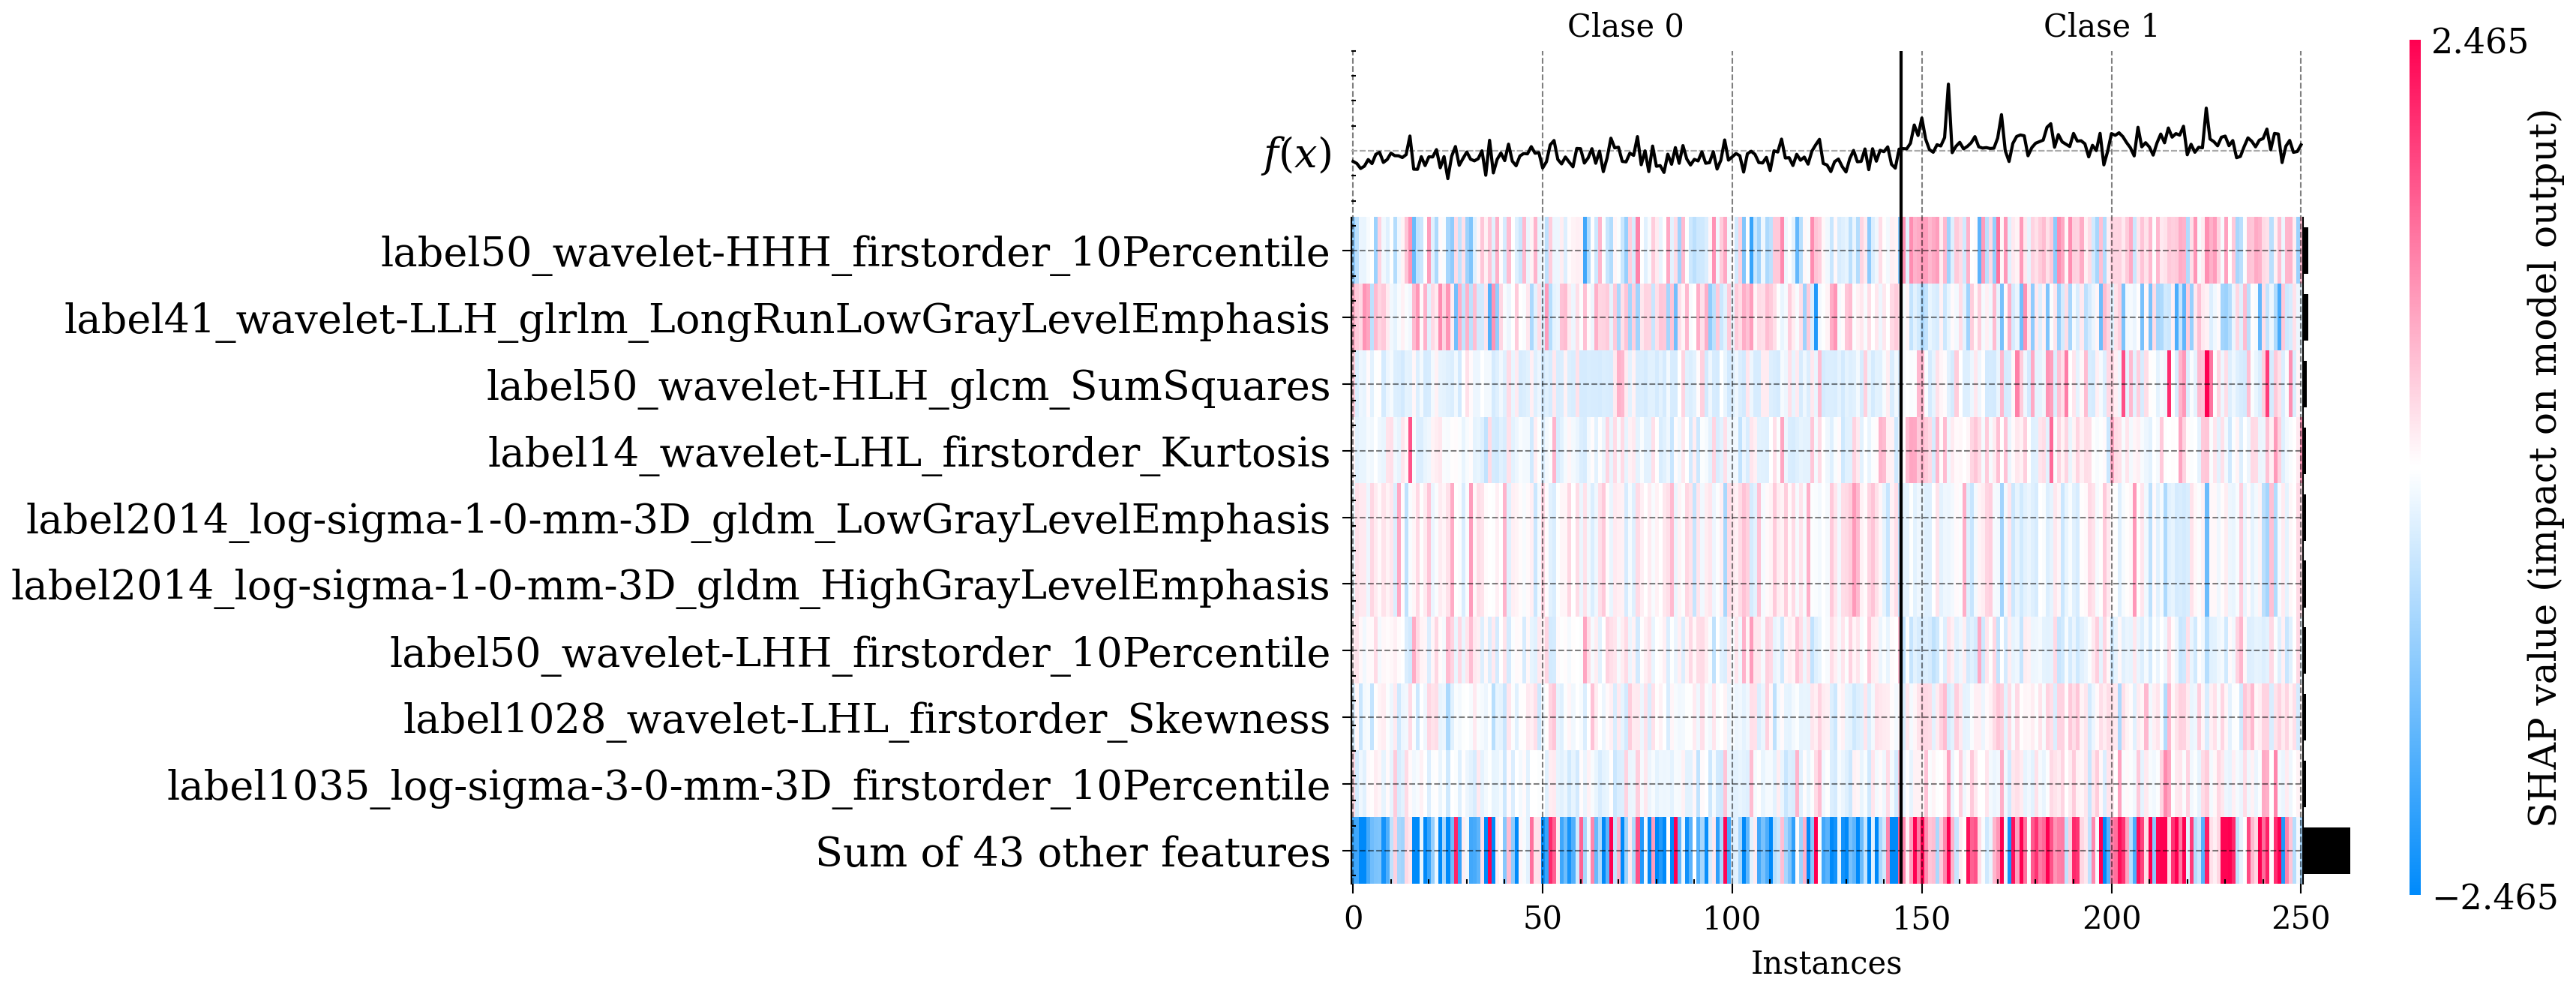 Clase 0 Clase 1
2.465
f(x)
label50_wavelet-HHH_firstorder_10Percentile
label41_wavelet-LLH_glrlm_LongRunLowGrayLevelEmphasis
label50_wavelet-HLH_glcm_SumSquares
label14_wavelet-LHL_firstorder_Kurtosis
label2014_log-sigma-1-0-mm-3D_gldm_LowGrayLevelEmphasis
label2014_log-sigma-1-0-mm-3D_gldm_HighGrayLevelEmphasis
label50_wavelet-LHH_firstorder_10Percentile
label1028_wavelet-LHL_firstorder_Skewness
label1035_log-sigma-3-0-mm-3D_firstorder_10Percentile
Sum of 43 other features
SHAP value (impact on model output)
−2.465
0 50 100 150 200 250
Instances